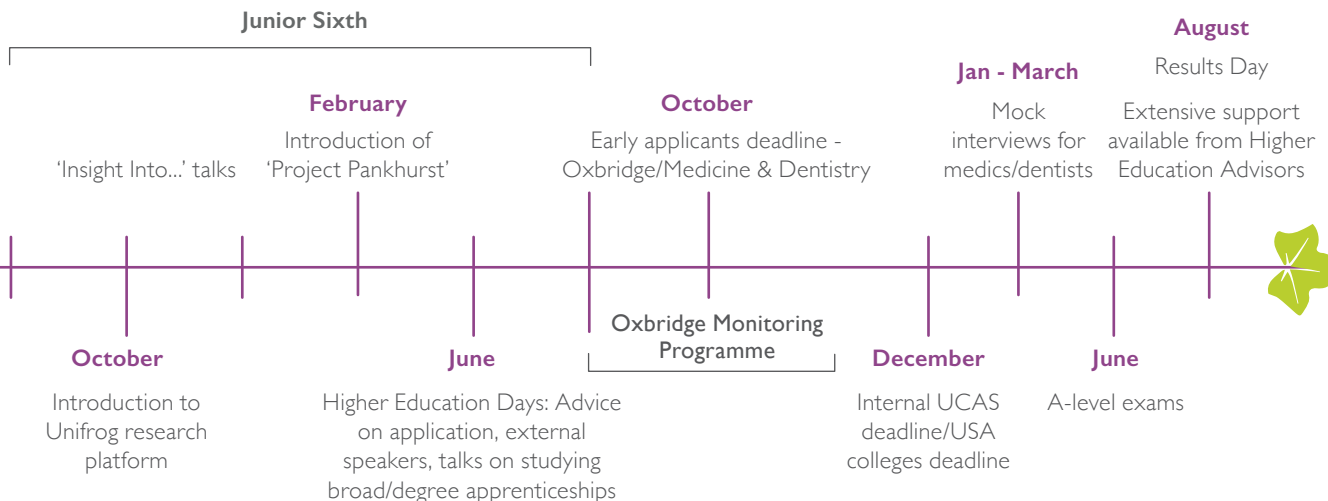 Junior Sixth
'Insight Into...' talks
February
Introduction of
'Project Pankhurst'
October
Early applicants deadline -
Oxbridge/Medicine & Dentistry
Jan - March
Mock
interviews for
medics/dentists
August
Results Day
Extensive support
available from Higher
Education Advisors
October
Introduction to
Unifrog research
platform
June
Higher Education Days: Advice
on application, external
speakers, talks on studying
broad/degree apprenticeships
Oxbridge Monitoring
Programme
December
Internal UCAS
deadline/USA
colleges deadline
June
A-level exams